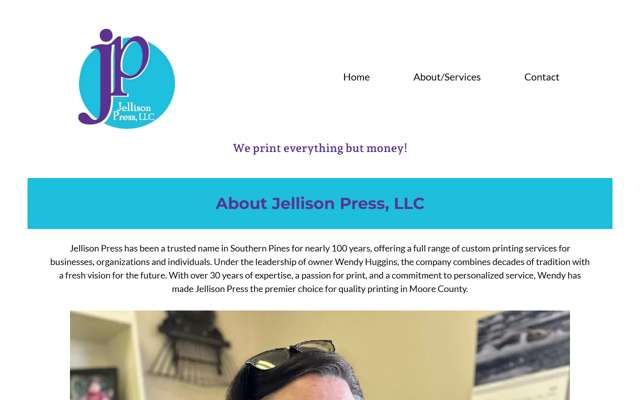 jp
Jellison
Press, LLC
Home
About/Services
Contact
We print everything but money!
About Jellison Press, LLC
Jellison Press has been a trusted name in Southern Pines for nearly 100 years, offering a full range of custom printing services for
businesses, organizations and individuals. Under the leadership of owner Wendy Huggins, the company combines decades of tradition with
a fresh vision for the future. With over 30 years of expertise, a passion for print, and a commitment to personalized service, Wendy has
made Jellison Press the premier choice for quality printing in Moore County.